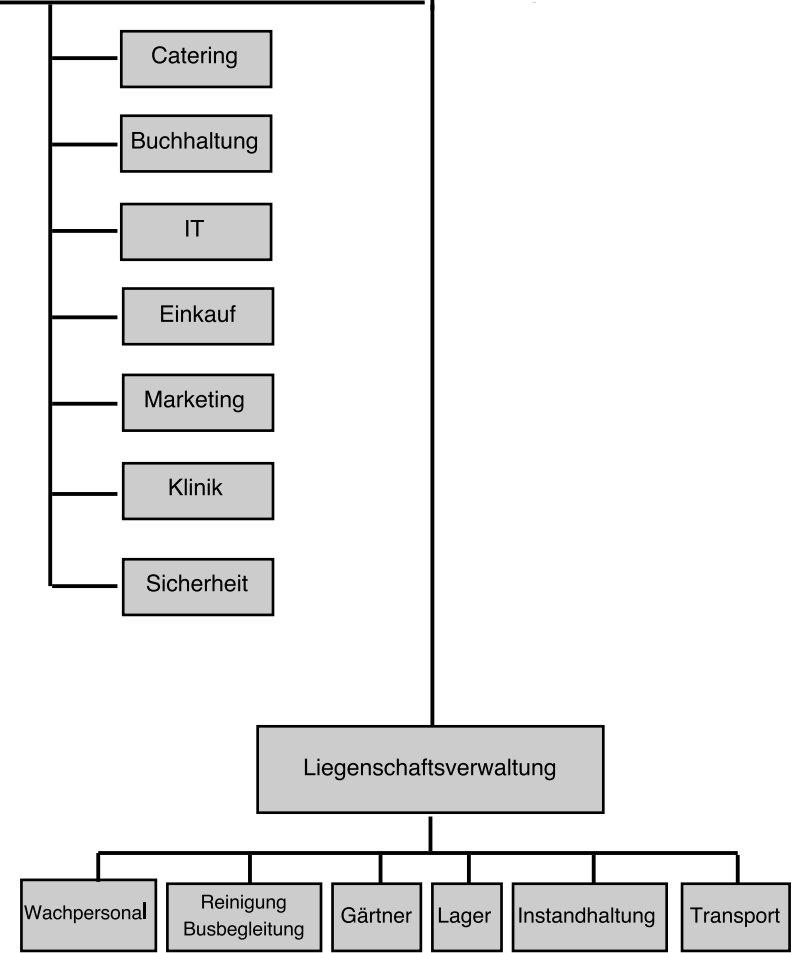 Catering
Buchhaltung
IT
Einkauf
Marketing
Klinik
Sicherheit
Liegenschaftsverwaltung
Wachpersonal
Reinigung
Busbegleitung
Gärtner
Lager
Instandhaltung
Transport